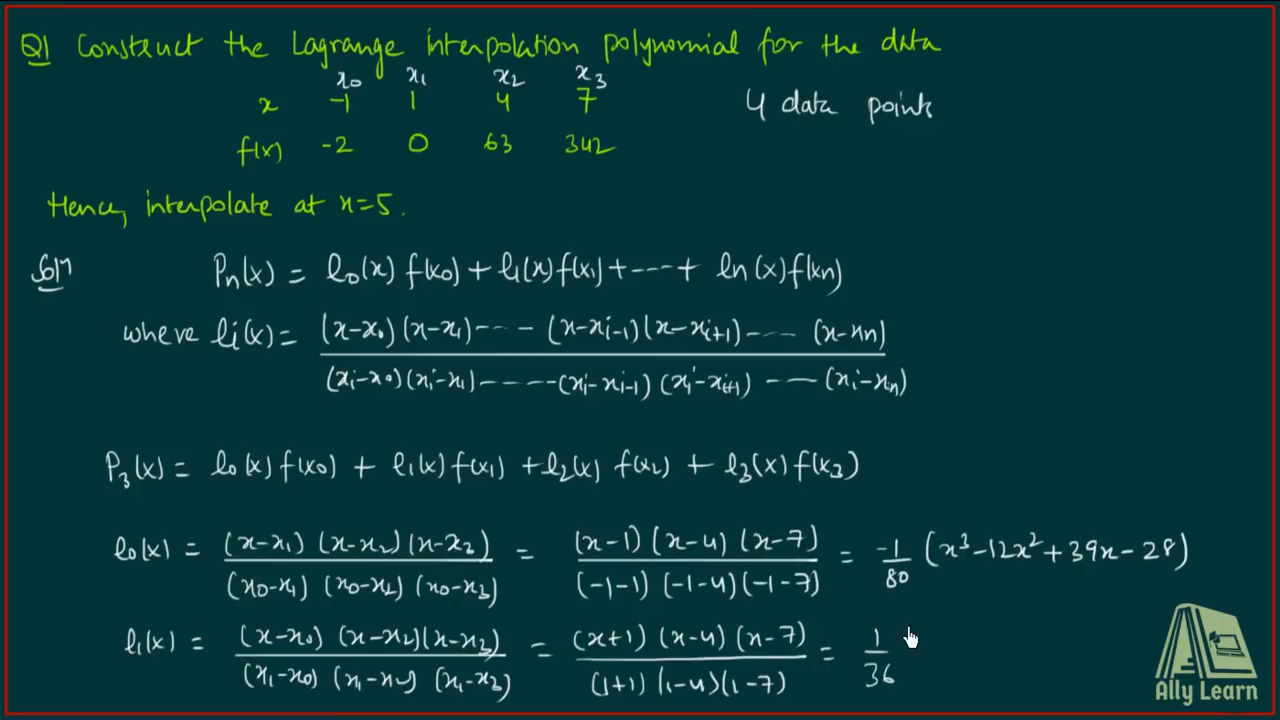 Q1 Construct the Lagrange interpolation polynomial for the data
x₀ x₁ x₂ x₃
x -1 1 4 7 4 data points
f(x) -2 0 63 342
Hence, interpolate at x=5.
Solⁿ Pn(x) = l₀(x) f(x₀) + l₁(x) f(x₁) + ---- + ln(x) f(xn)
where li(x) = (x-x₀)(x-x₁)---- (x-xi-1)(x-xi+1)---- (x-xn)
(xi-x₀)(xi-x₁)------(xi-xi-1)(xi-xi+1) ---- (xi-xn)
P₃(x) = l₀(x) f(x₀) + l₁(x) f(x₁) + l₂(x) f(x₂) + l₃(x) f(x₃)
l₀(x) = (x-x₁) (x-x₂) (x-x₃) = (x-1) (x-4) (x-7) = -1 (x³-12x²+39x-28)
(x₀-x₁) (x₀-x₂) (x₀-x₃) (-1-1) (-1-4) (-1-7) 80
l₁(x) = (x-x₀) (x-x₂)(x-x₃) = (x+1) (x-4) (x-7) = 1
(x₁-x₀) (x₁-x₂) (x₁-x₃) (1+1) (1-4)(1-7) 36
Ally Learn